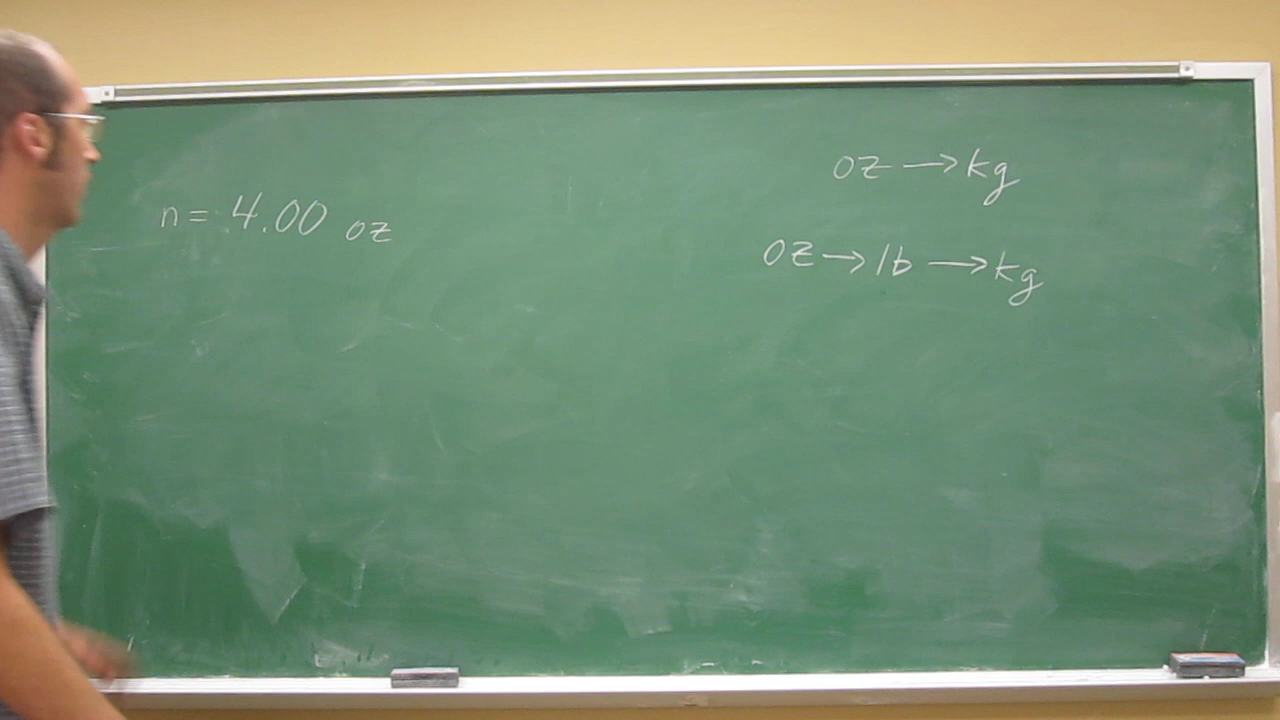 oz → kg
n = 4.00 oz
oz → lb → kg